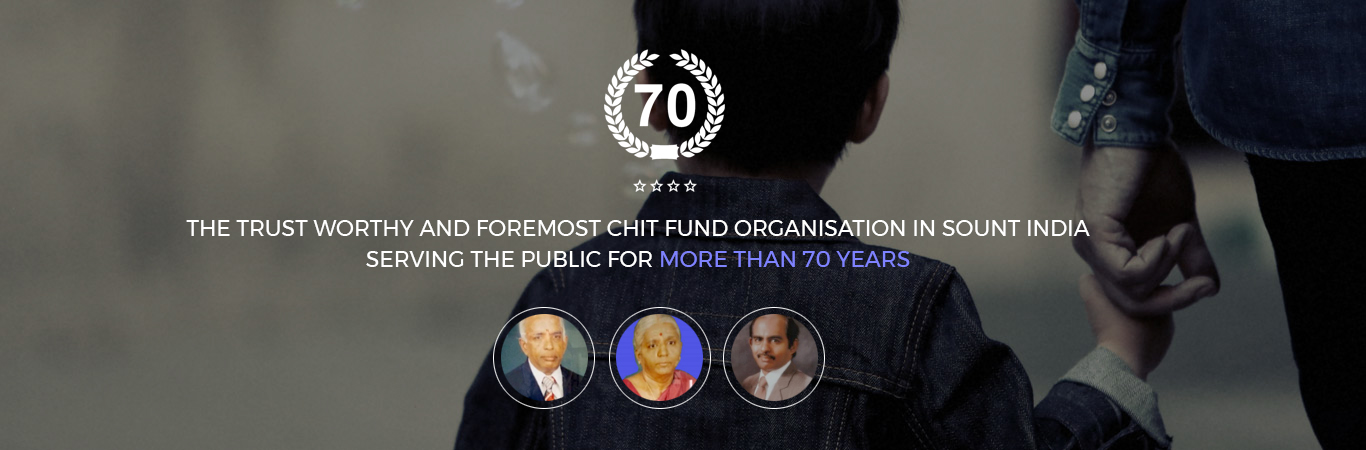 70
THE TRUST WORTHY AND FOREMOST CHIT FUND ORGANISATION IN SOUNT INDIA
SERVING THE PUBLIC FOR MORE THAN 70 YEARS